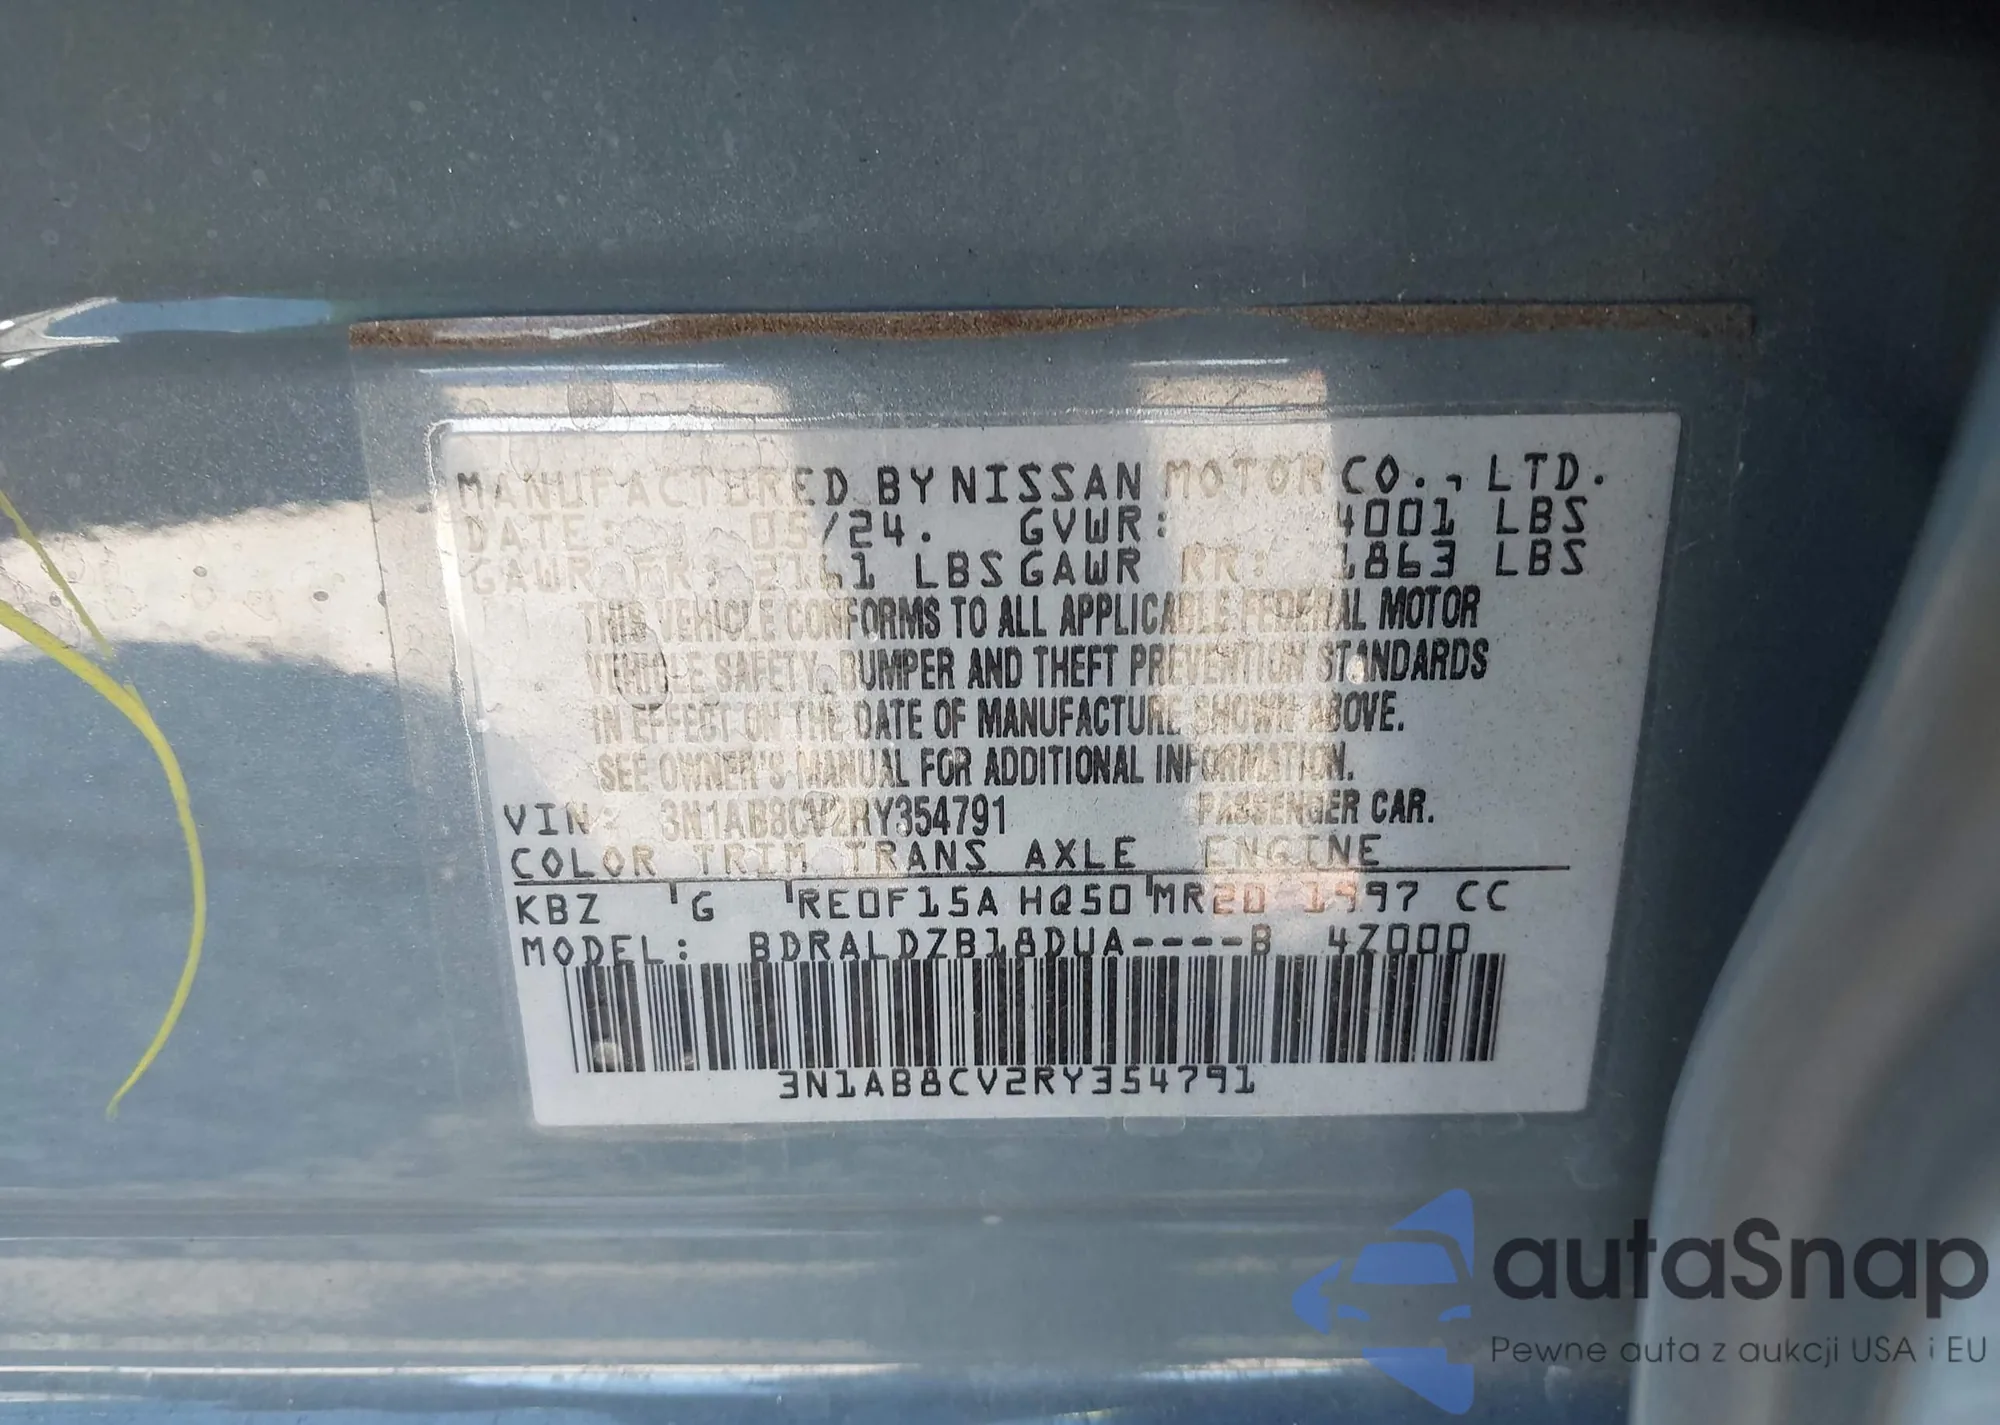 MANUFACTURED BY NISSAN MOTOR CO., LTD.
DATE: 05/24. GVWR: 4001 LBS
GAWR FR: 2161 LBS GAWR RR: 1863 LBS
THIS VEHICLE CONFORMS TO ALL APPLICABLE FEDERAL MOTOR
VEHICLE SAFETY, BUMPER AND THEFT PREVENTION STANDARDS
IN EFFECT ON THE DATE OF MANUFACTURE SHOWN ABOVE.
SEE OWNER'S MANUAL FOR ADDITIONAL INFORMATION.
VIN: 3N1AB8CV2RY354791 PASSENGER CAR.
COLOR TRIM TRANS AXLE ENGINE
KBZ G RE0F15A HQ50 MR20 1997 CC
MODEL: BDRALDZB18DUA----B 4Z000
3N1AB8CV2RY354791
autaSnap
Pewne auta z aukcji USA i EU